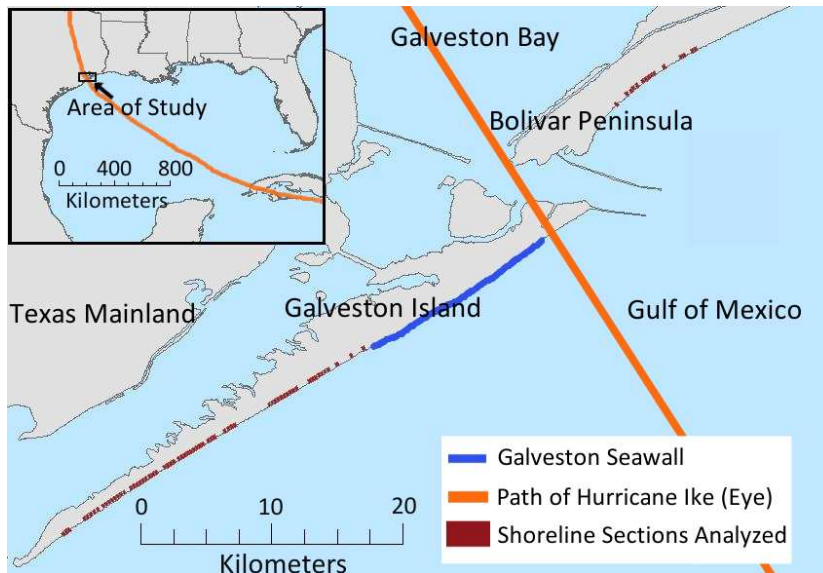 Galveston Bay
Area of Study
0 400 800
Kilometers
Bolivar Peninsula
Texas Mainland
Galveston Island
Gulf of Mexico
0 10 20
Kilometers
Galveston Seawall
Path of Hurricane Ike (Eye)
Shoreline Sections Analyzed